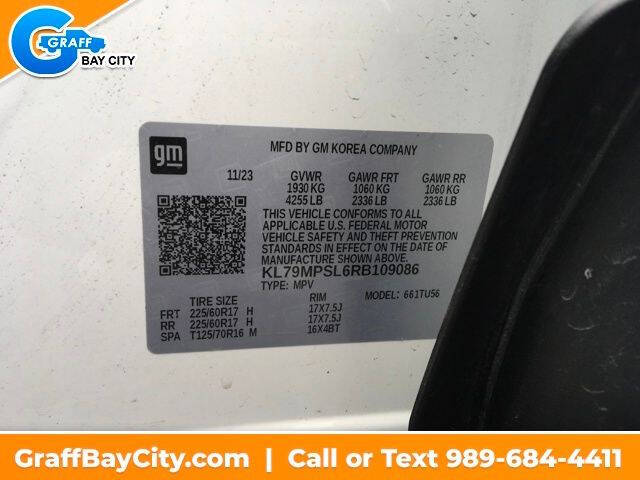 GRAFF
BAY CITY
gm
MFD BY GM KOREA COMPANY
11/23 GVWR GAWR FRT GAWR RR
1930 KG 1060 KG 1060 KG
4255 LB 2336 LB 2336 LB
THIS VEHICLE CONFORMS TO ALL
APPLICABLE U.S. FEDERAL MOTOR
VEHICLE SAFETY AND THEFT PREVENTION
STANDARDS IN EFFECT ON THE DATE OF
MANUFACTURE SHOWN ABOVE.
KL79MPSL6RB109086
TYPE: MPV MODEL: 661TU56
TIRE SIZE RIM
FRT 225/60R17 H 17X7.5J
RR 225/60R17 H 17X7.5J
SPA T125/70R16 M 16X4BT
GraffBayCity.com | Call or Text 989-684-4411